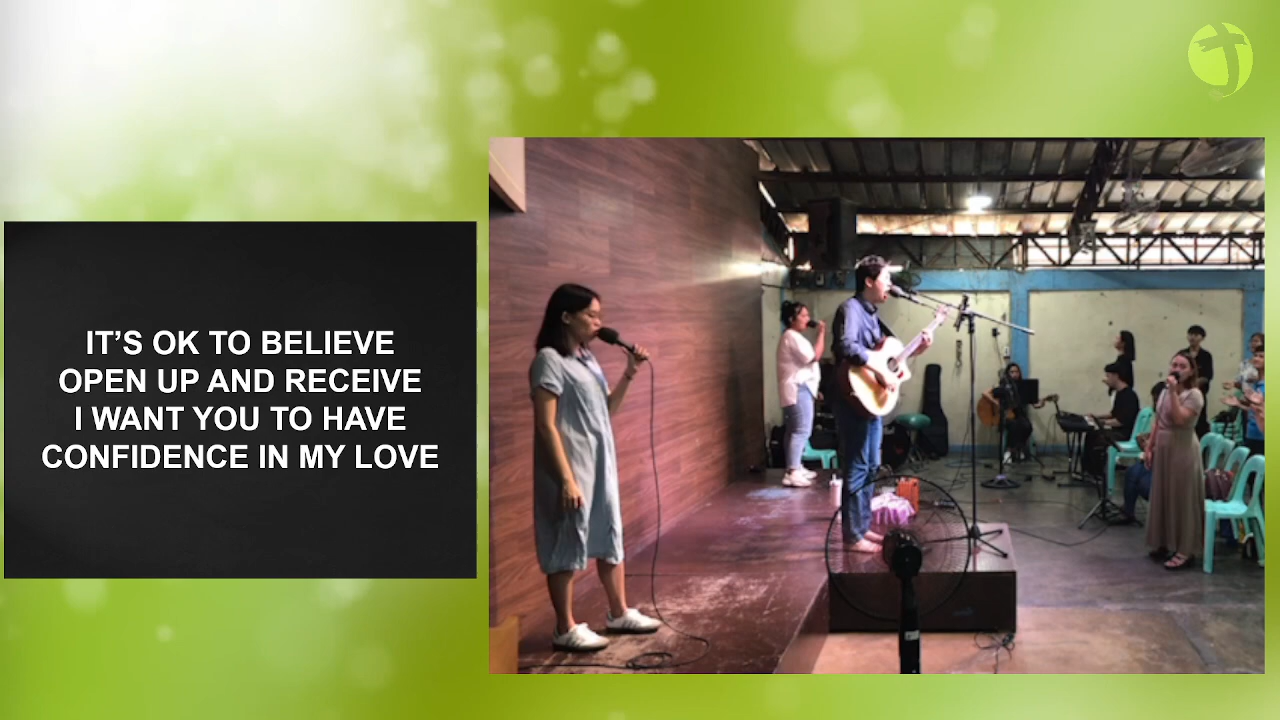 IT’S OK TO BELIEVE
OPEN UP AND RECEIVE
I WANT YOU TO HAVE
CONFIDENCE IN MY LOVE